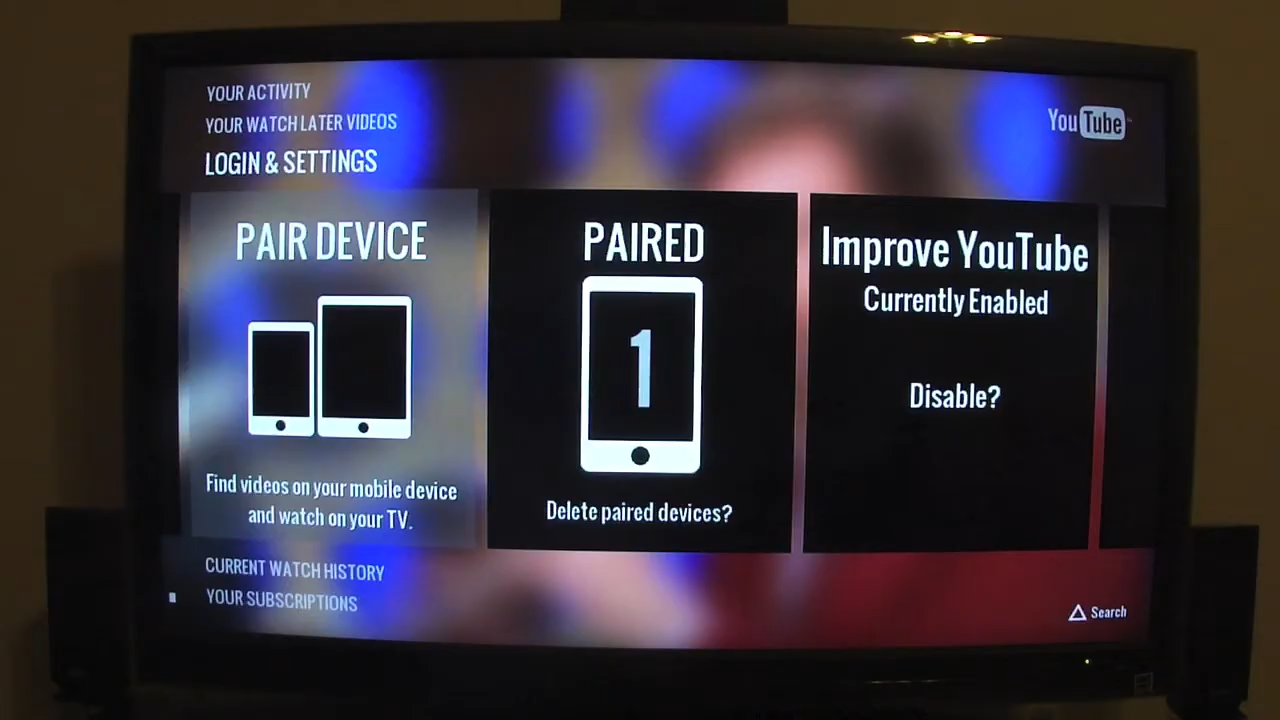 YOUR ACTIVITY
YOUR WATCH LATER VIDEOS
LOGIN & SETTINGS
YouTube
PAIR DEVICE
Find videos on your mobile device
and watch on your TV.
PAIRED
1
Delete paired devices?
Improve YouTube
Currently Enabled
Disable?
CURRENT WATCH HISTORY
YOUR SUBSCRIPTIONS
Search